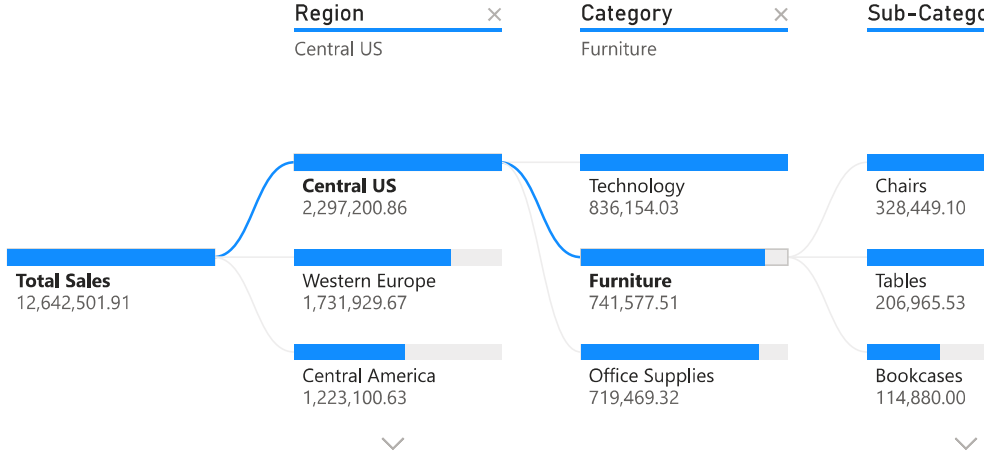 Region
Central US
Category
Furniture
Sub-Catego
Total Sales
12,642,501.91
Central US
2,297,200.86
Western Europe
1,731,929.67
Central America
1,223,100.63
Technology
836,154.03
Furniture
741,577.51
Office Supplies
719,469.32
Chairs
328,449.10
Tables
206,965.53
Bookcases
114,880.00